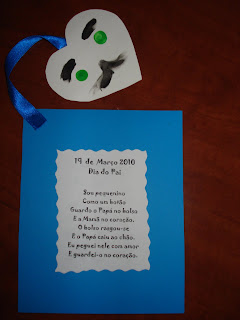 19 de Março 2010
Dia do Pai
Sou pequenino
Como um botão
Guardo o Papá no bolso
E a Mamã no coração.
O bolso rasgou-se
E o Papá caiu ao chão.
Eu peguei nele com amor
E guardei-o no coração.